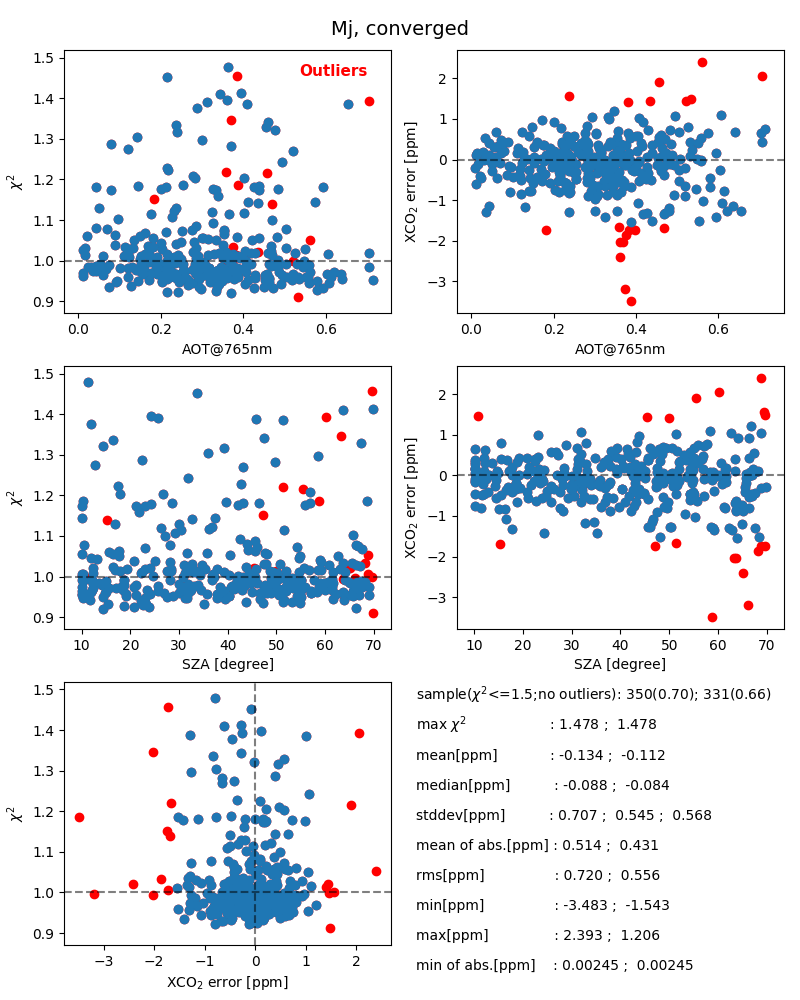 Mj, converged
Outliers
χ²
1.5
1.4
1.3
1.2
1.1
1.0
0.9
0.0 0.2 0.4 0.6
AOT@765nm
XCO₂ error [ppm]
2
1
0
−1
−2
−3
0.0 0.2 0.4 0.6
AOT@765nm
χ²
1.5
1.4
1.3
1.2
1.1
1.0
0.9
10 20 30 40 50 60 70
SZA [degree]
XCO₂ error [ppm]
2
1
0
−1
−2
−3
10 20 30 40 50 60 70
SZA [degree]
χ²
1.5
1.4
1.3
1.2
1.1
1.0
0.9
−3 −2 −1 0 1 2
XCO₂ error [ppm]
sample(χ²<=1.5;no outliers): 350(0.70); 331(0.66)
max χ² : 1.478 ; 1.478
mean[ppm] : -0.134 ; -0.112
median[ppm] : -0.088 ; -0.084
stddev[ppm] : 0.707 ; 0.545 ; 0.568
mean of abs.[ppm] : 0.514 ; 0.431
rms[ppm] : 0.720 ; 0.556
min[ppm] : -3.483 ; -1.543
max[ppm] : 2.393 ; 1.206
min of abs.[ppm] : 0.00245 ; 0.00245